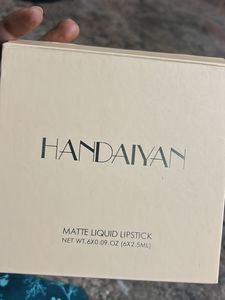 HANDAIYAN
MATTE LIQUID LIPSTICK
NET WT.6X0.09.OZ (6X2.5ML)